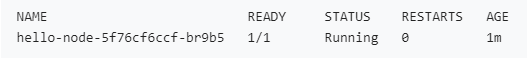 NAME READY STATUS RESTARTS AGE
hello-node-5f76cf6ccf-br9b5 1/1 Running 0 1m